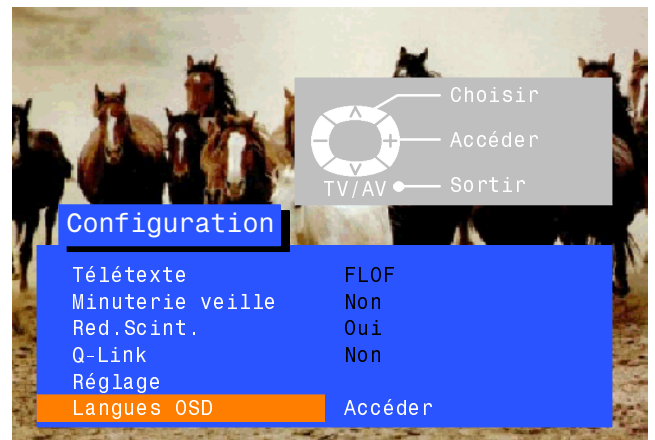 Choisir
Accéder
TV/AV Sortir
Configuration
Télétexte FLOF
Minuterie veille Non
Red.Scint. Oui
Q-Link Non
Réglage
Langues OSD Accéder